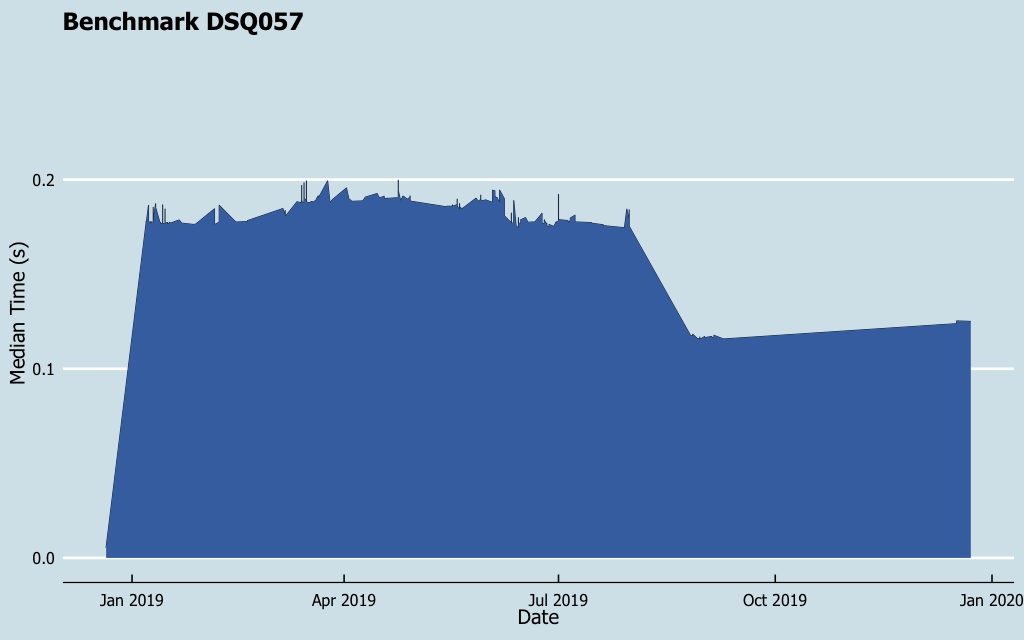 Benchmark DSQ057
0.2
0.1
0.0
Median Time (s)
Jan 2019
Apr 2019
Jul 2019
Oct 2019
Jan 2020
Date